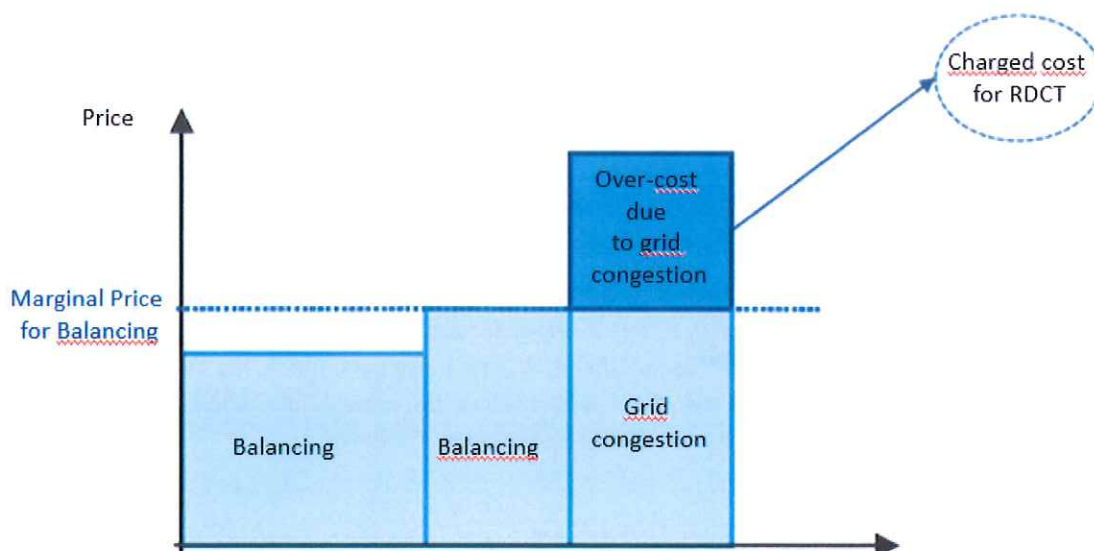 Charged cost
for RDCT
Price
Over-cost
due
to grid
congestion
Marginal Price
for Balancing
Grid
congestion
Balancing
Balancing